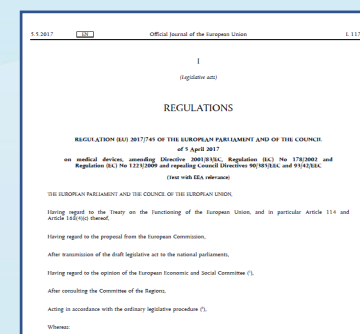 5.5.2017 EN Official Journal of the European Union L 117
I
(Legislative acts)
REGULATIONS
REGULATION (EU) 2017/745 OF THE EUROPEAN PARLIAMENT AND OF THE COUNCIL
of 5 April 2017
on medical devices, amending Directive 2001/83/EC, Regulation (EC) No 178/2002 and
Regulation (EC) No 1223/2009 and repealing Council Directives 90/385/EEC and 93/42/EEC
(Text with EEA relevance)
THE EUROPEAN PARLIAMENT AND THE COUNCIL OF THE EUROPEAN UNION,
Having regard to the Treaty on the Functioning of the European Union, and in particular Article 114 and
Article 168(4)(c) thereof,
Having regard to the proposal from the European Commission,
After transmission of the draft legislative act to the national parliaments,
Having regard to the opinion of the European Economic and Social Committee (¹),
After consulting the Committee of the Regions,
Acting in accordance with the ordinary legislative procedure (²),
Whereas: